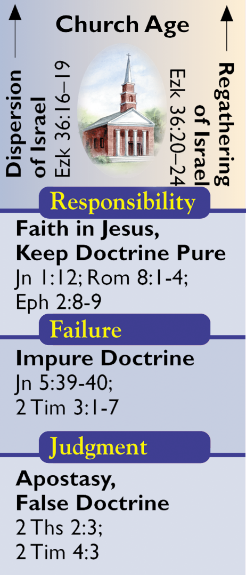 Church Age
Dispersion
of Israel
Ezk 36:16–19
Ezk 36:20–24
Regathering
of Israel
Responsibility
Faith in Jesus,
Keep Doctrine Pure
Jn 1:12; Rom 8:1-4;
Eph 2:8-9
Failure
Impure Doctrine
Jn 5:39-40;
2 Tim 3:1-7
Judgment
Apostasy,
False Doctrine
2 Ths 2:3;
2 Tim 4:3